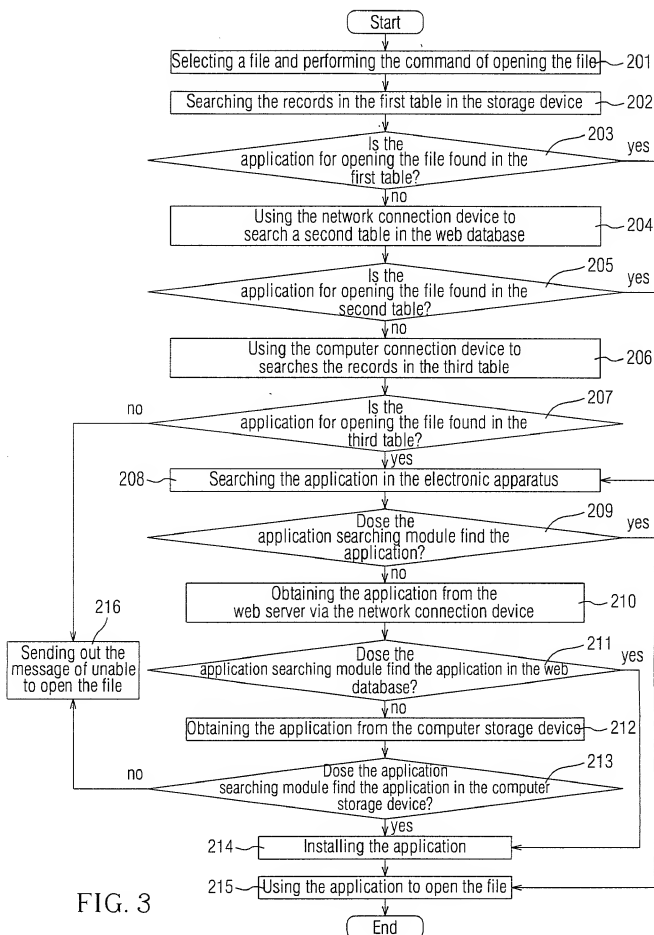 Start
Selecting a file and performing the command of opening the file
201
Searching the records in the first table in the storage device
202
Is the
application for opening the file found in the
first table?
203
yes
no
Using the network connection device to
search a second table in the web database
204
Is the
application for opening the file found in the
second table?
205
yes
no
Using the computer connection device to
searches the records in the third table
206
Is the
application for opening the file found in the
third table?
207
no
yes
208
Searching the application in the electronic apparatus
Dose the
application searching module find the
application?
209
yes
no
Obtaining the application from the
web server via the network connection device
210
216
Sending out the
message of unable
to open the file
Dose the
application searching module find the application in the web
database?
211
yes
no
Obtaining the application from the computer storage device
212
Dose the application
searching module find the application in the computer
storage device?
213
no
yes
214
Installing the application
215
Using the application to open the file
FIG. 3
End